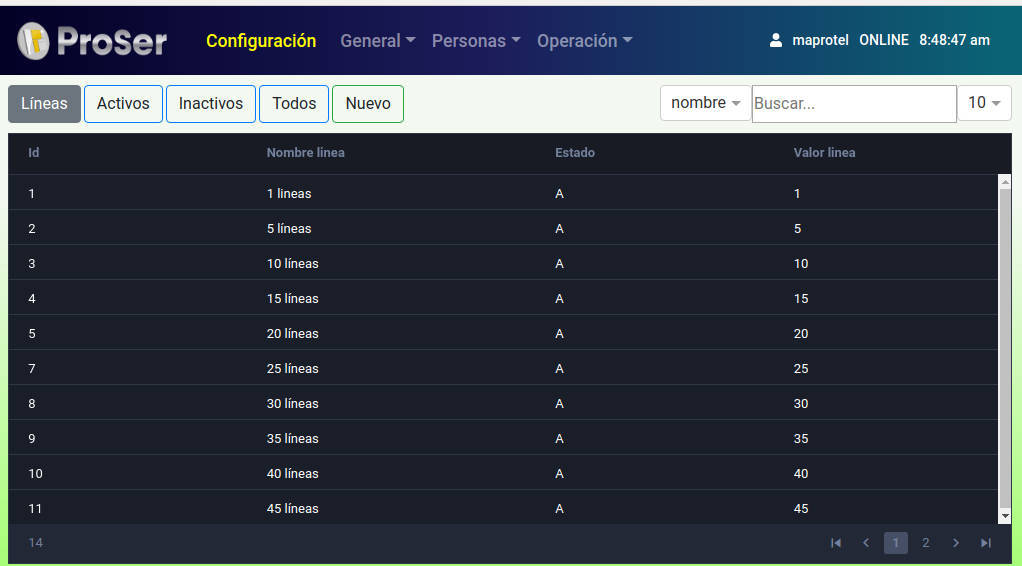 ProSer Configuración General Personas Operación maprotel ONLINE 8:48:47 am
Líneas Activos Inactivos Todos Nuevo nombre Buscar... 10
Id Nombre linea Estado Valor linea
1 1 lineas A 1
2 5 líneas A 5
3 10 líneas A 10
4 15 líneas A 15
5 20 líneas A 20
7 25 líneas A 25
8 30 líneas A 30
9 35 líneas A 35
10 40 líneas A 40
11 45 líneas A 45
14 1 2